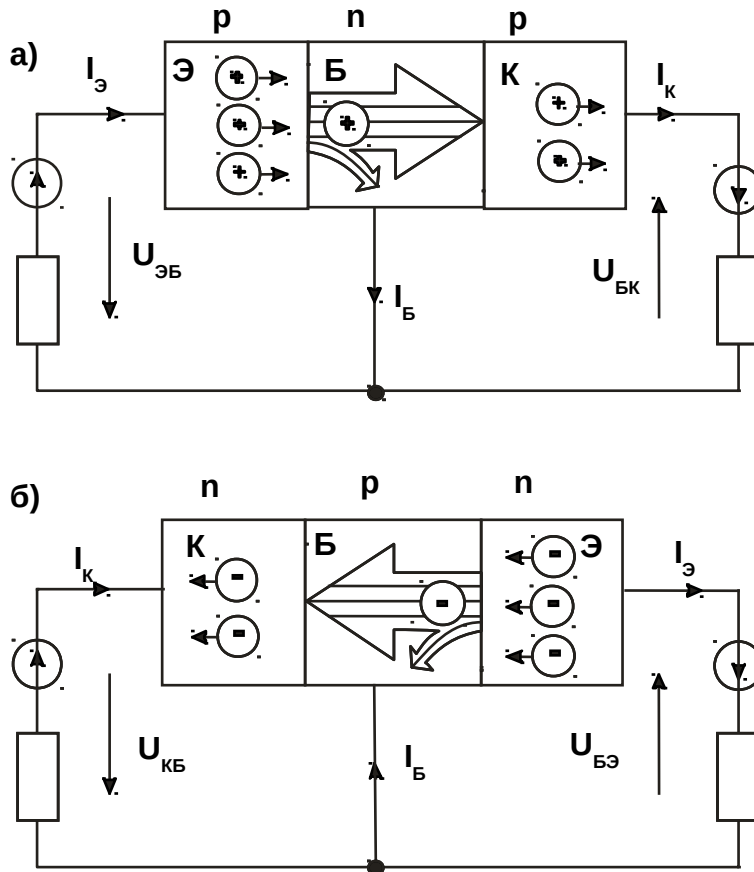 p n p
а)
Э Б К
IЭ IК
UЭБ UБК
IБ
n p n
б)
К Б Э
IК IЭ
UКБ UБЭ
IБ